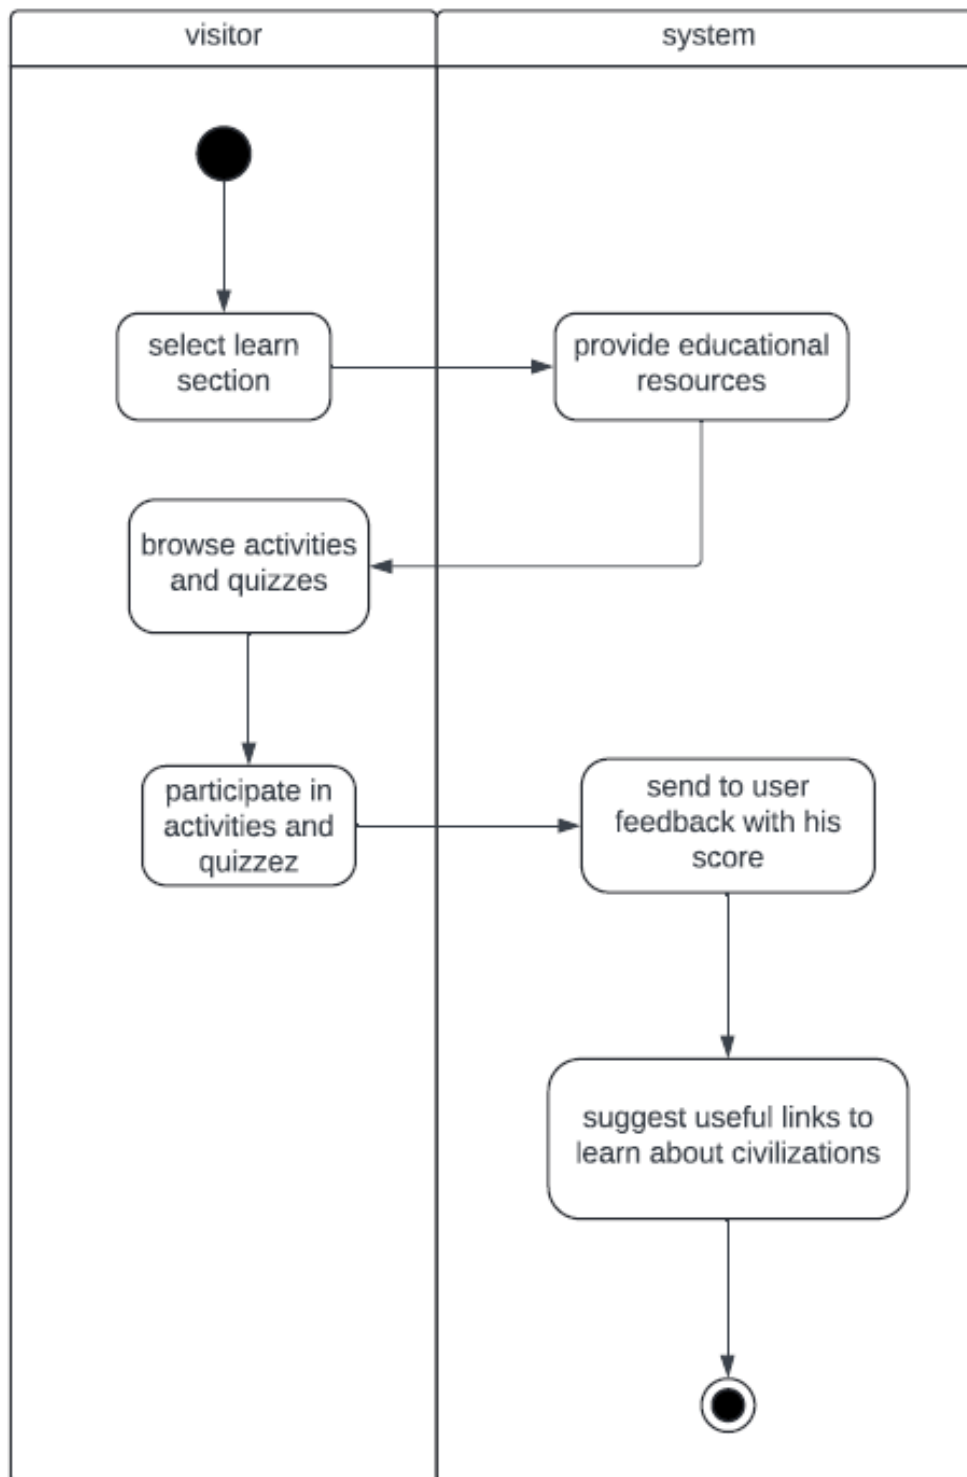 visitor
system
select learn
section
provide educational
resources
browse activities
and quizzes
participate in
activities and
quizzez
send to user
feedback with his
score
suggest useful links to
learn about civilizations